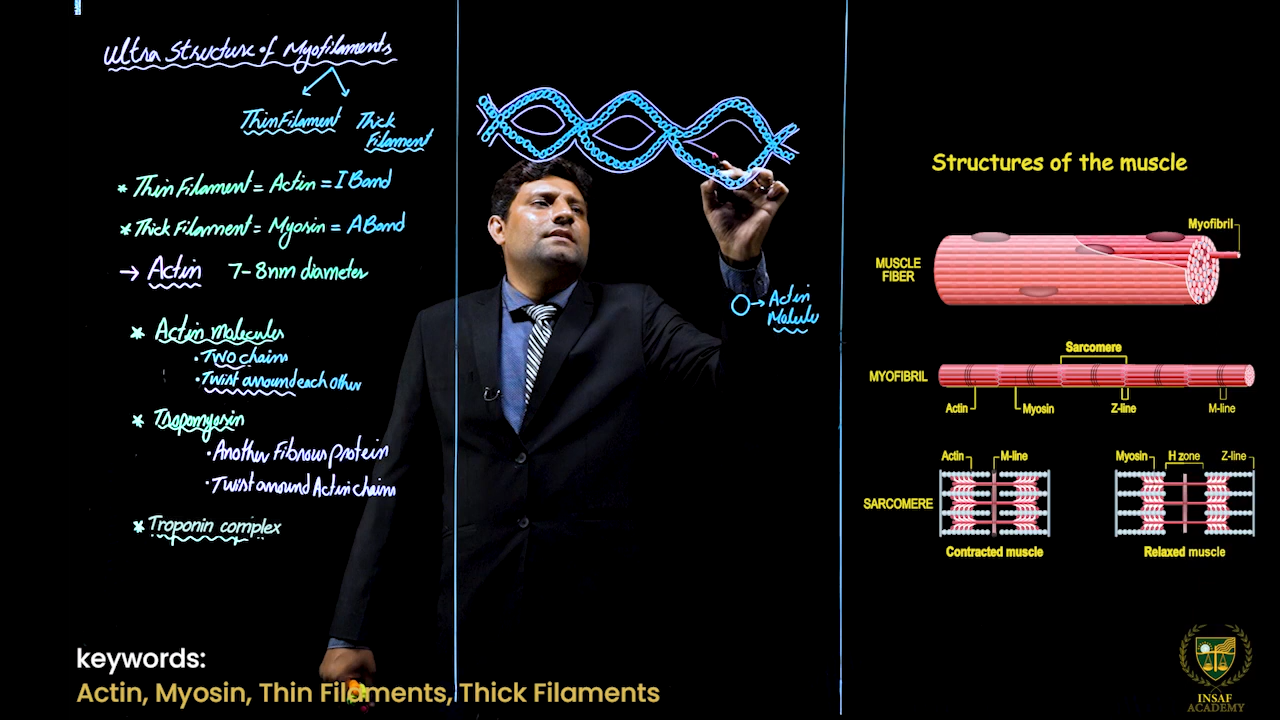 Ultra Structure of Myofilaments
Thin Filament
Thick
Filament
* Thin Filament = Actin = I Band
* Thick Filament = Myosin = A Band
→ Actin 7-8nm diameter
* Actin molecules
• Two chains
• Twist around each other
* Tropomyosin
• Another Fibrous protein
• Twist around Actin chains
* Troponin complex
→ Actin
Structures of the muscle
Myofibril
MUSCLE
FIBER
Sarcomere
MYOFIBRIL
Actin Myosin Z-line M-line
Actin M-line Myosin H zone Z-line
SARCOMERE
Contracted muscle Relaxed muscle
keywords:
Actin, Myosin, Thin Filaments, Thick Filaments
INSAF
ACADEMY